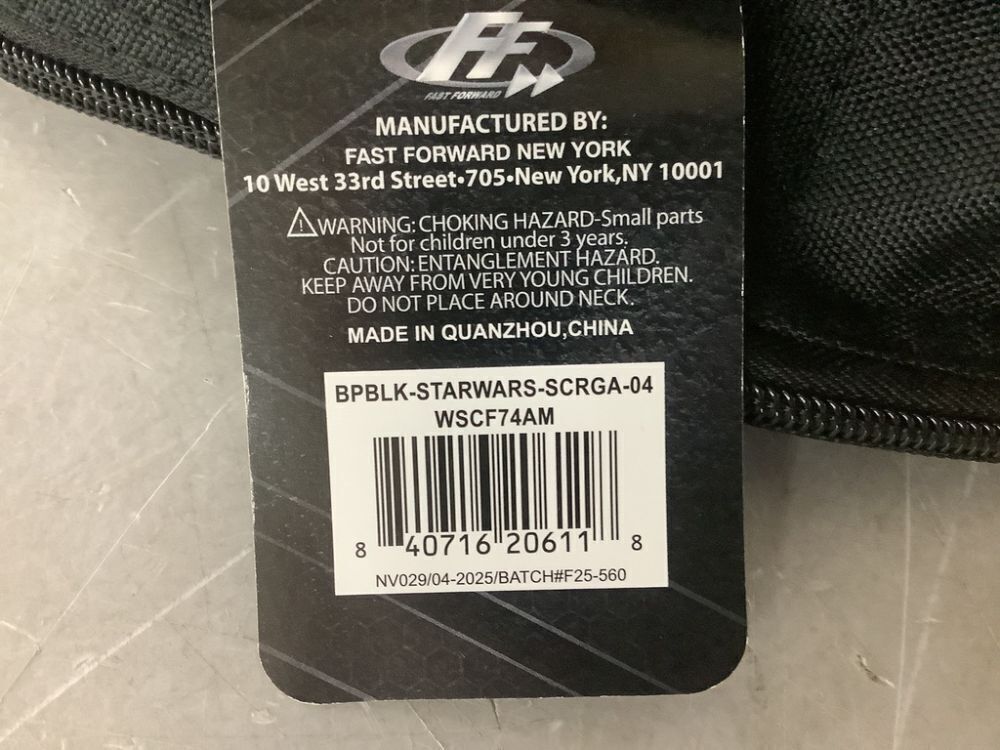 FF
FAST FORWARD
MANUFACTURED BY:
FAST FORWARD NEW YORK
10 West 33rd Street•705•New York,NY 10001
⚠WARNING: CHOKING HAZARD-Small parts
Not for children under 3 years.
CAUTION: ENTANGLEMENT HAZARD.
KEEP AWAY FROM VERY YOUNG CHILDREN.
DO NOT PLACE AROUND NECK.
MADE IN QUANZHOU,CHINA
BPBLK-STARWARS-SCRGA-04
WSCF74AM
8 40716 20611 8
NV029/04-2025/BATCH#F25-560